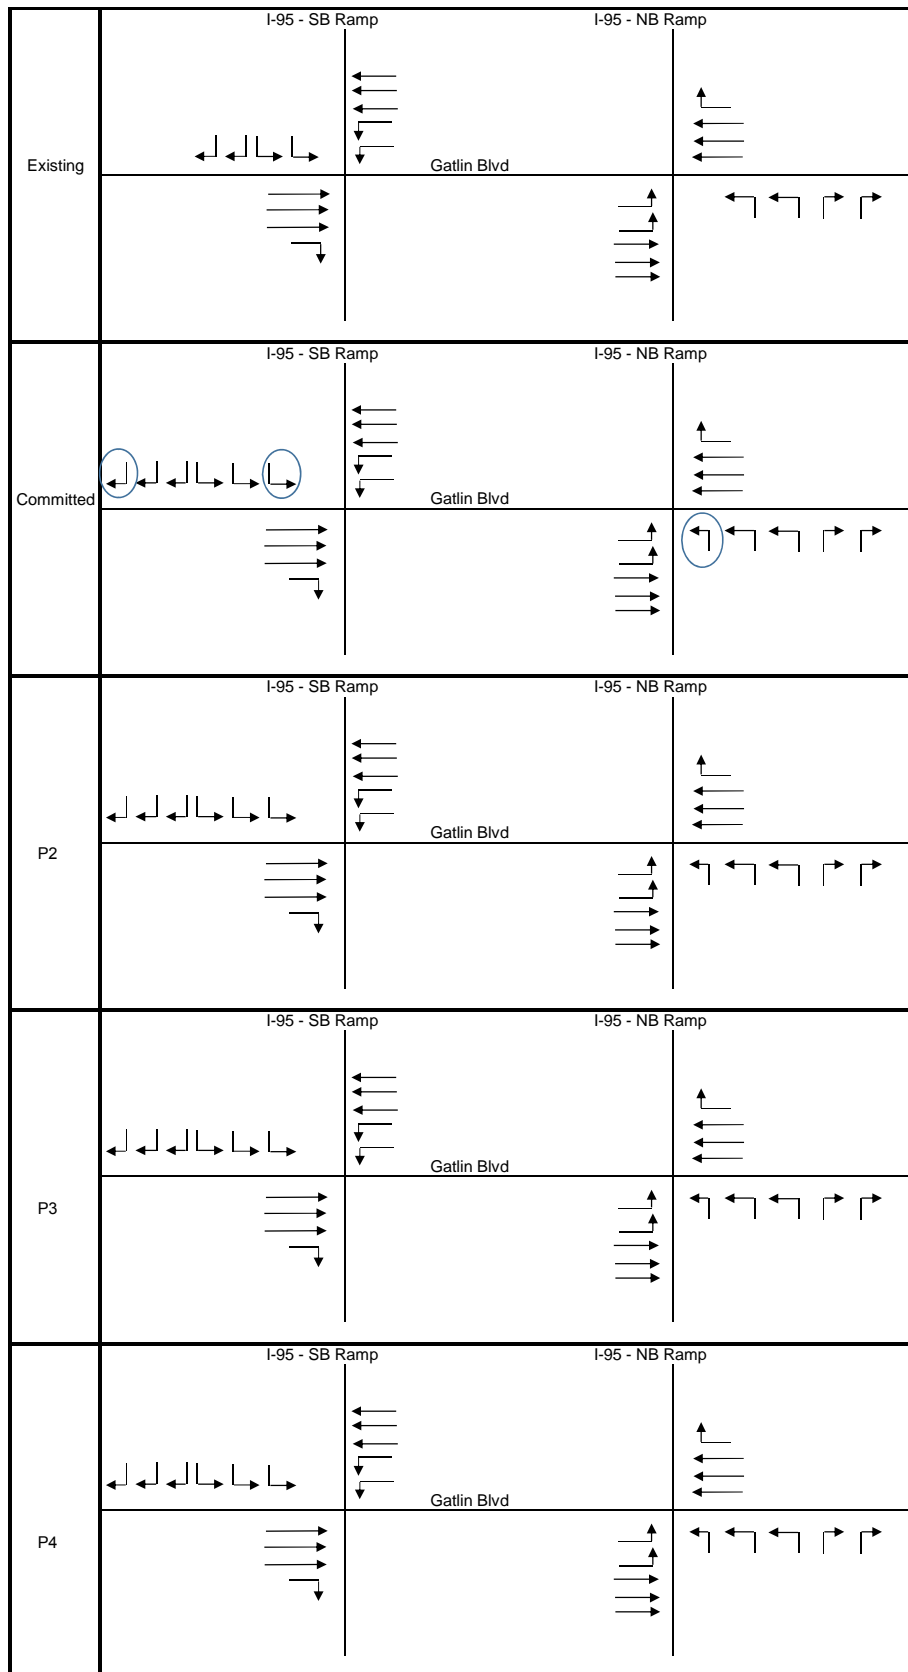 I-95 - SB Ramp I-95 - NB Ramp
Existing Gatlin Blvd
I-95 - SB Ramp I-95 - NB Ramp
Committed Gatlin Blvd
I-95 - SB Ramp I-95 - NB Ramp
Gatlin Blvd
P2
I-95 - SB Ramp I-95 - NB Ramp
Gatlin Blvd
P3
I-95 - SB Ramp I-95 - NB Ramp
Gatlin Blvd
P4